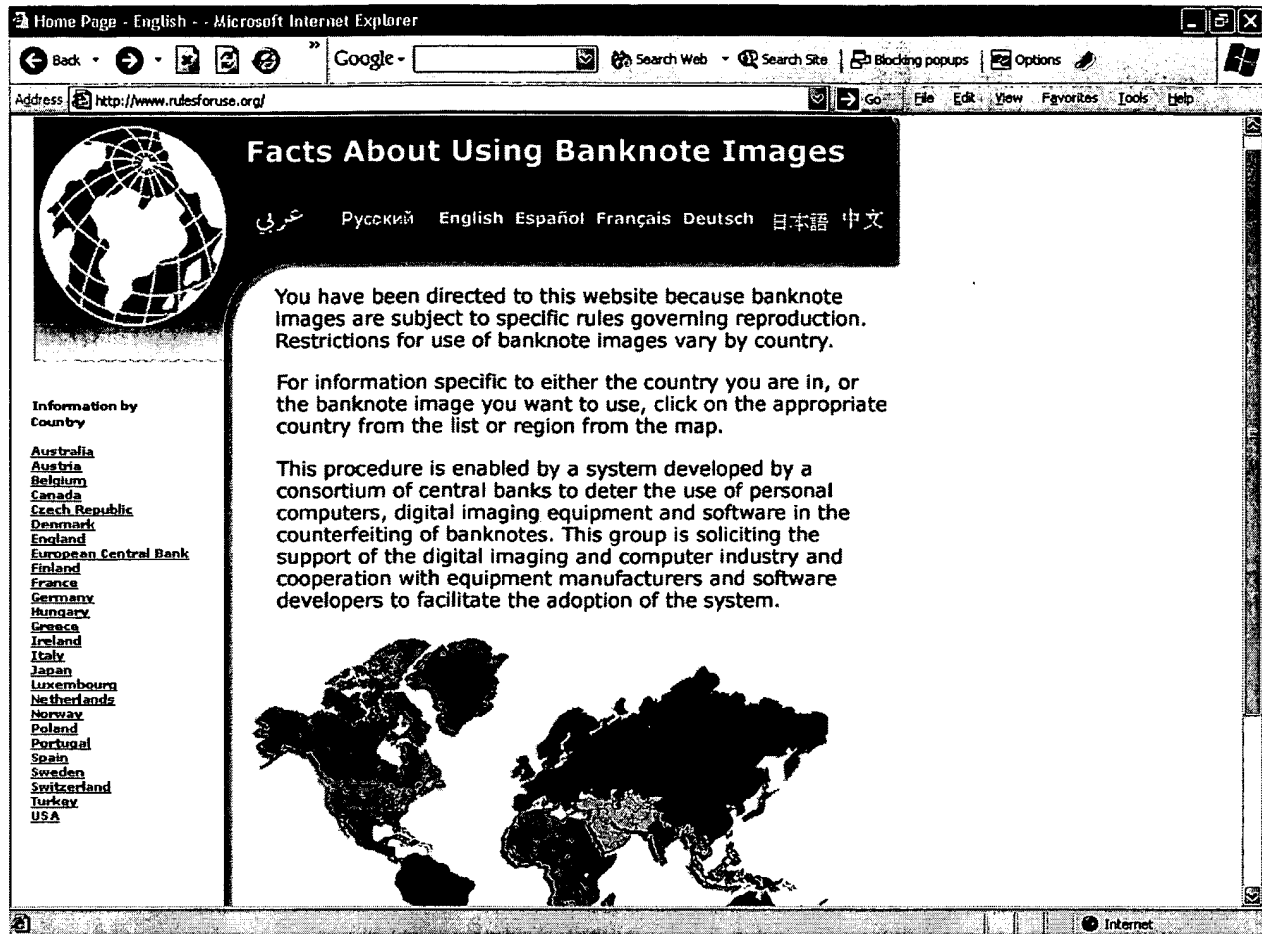 Home Page - English - - Microsoft Internet Explorer
Back
Google -
Search Web
Search Site
Blocking popups
Options
Address http://www.rulesforuse.org/
Go
File Edit View Favorites Tools Help
Facts About Using Banknote Images
عربي Русский English Español Français Deutsch 日本語 中文
You have been directed to this website because banknote
images are subject to specific rules governing reproduction.
Restrictions for use of banknote images vary by country.
For information specific to either the country you are in, or
the banknote image you want to use, click on the appropriate
country from the list or region from the map.
This procedure is enabled by a system developed by a
consortium of central banks to deter the use of personal
computers, digital imaging equipment and software in the
counterfeiting of banknotes. This group is soliciting the
support of the digital imaging and computer industry and
cooperation with equipment manufacturers and software
developers to facilitate the adoption of the system.
Information by
Country
Australia
Austria
Belgium
Canada
Czech Republic
Denmark
England
European Central Bank
Finland
France
Germany
Hungary
Greece
Ireland
Italy
Japan
Luxembourg
Netherlands
Norway
Poland
Portugal
Spain
Sweden
Switzerland
Turkey
USA
Internet